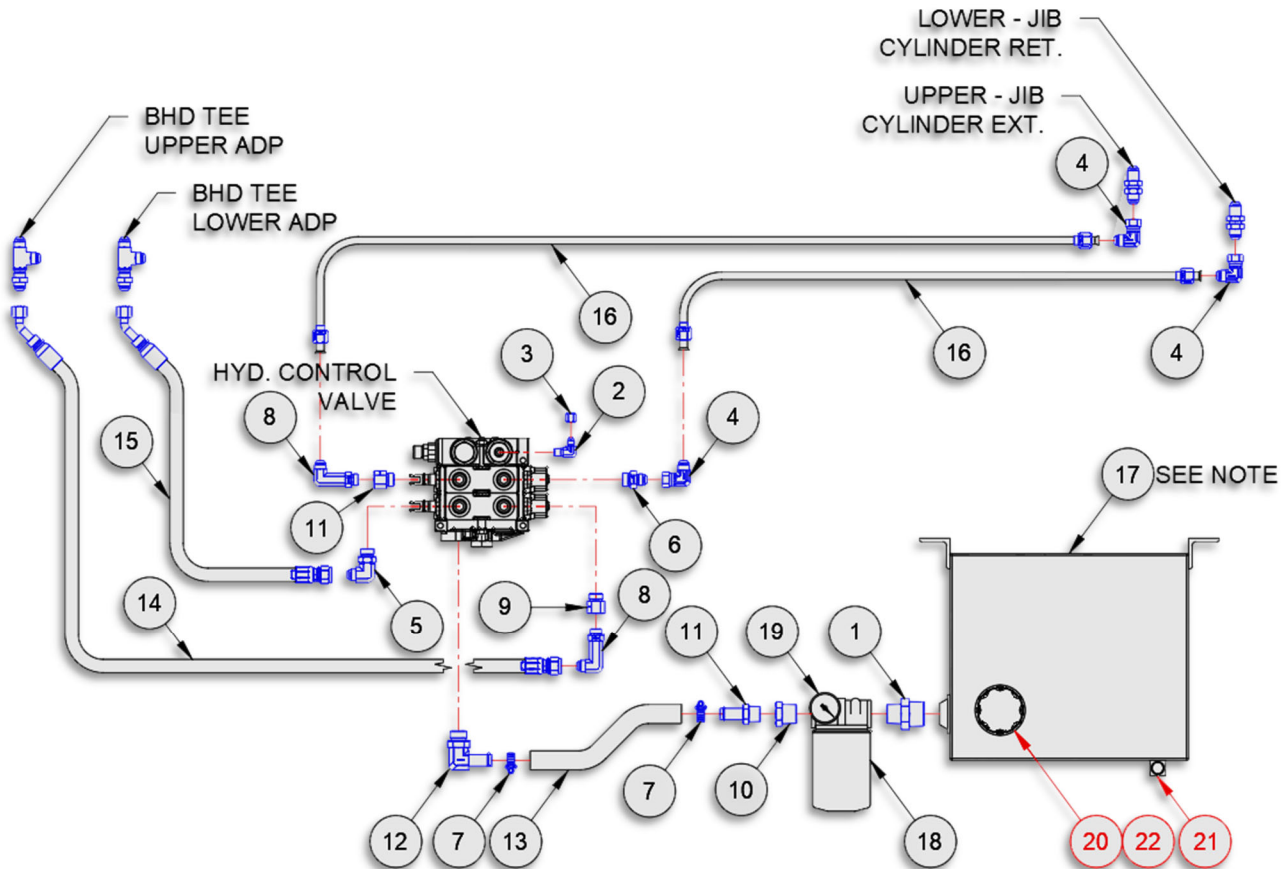 LOWER - JIB
CYLINDER RET.
UPPER - JIB
CYLINDER EXT.
BHD TEE
UPPER ADP
4
BHD TEE
LOWER ADP
16
3
2
16
4
HYD. CONTROL
VALVE
8
15
4
17 SEE NOTE
11
6
14
5
9
8
11
19
1
7
10
12
7
13
18
20
22
21